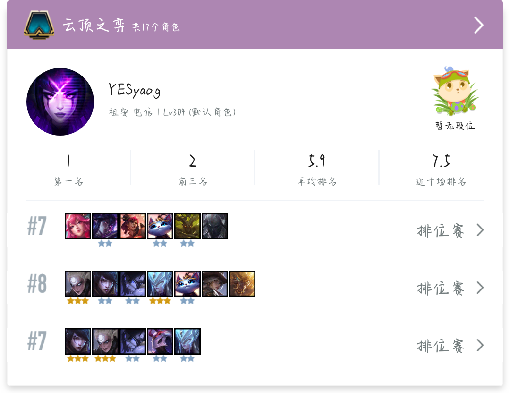 云顶之弈 共17个角色
YESyaog
祖安 电信 | Lv304 (默认角色)
暂无段位
1 2 5.9 7.5
第一名 前三名 平均排名 近十场排名
#7 排位赛
#8 排位赛
#7 排位赛